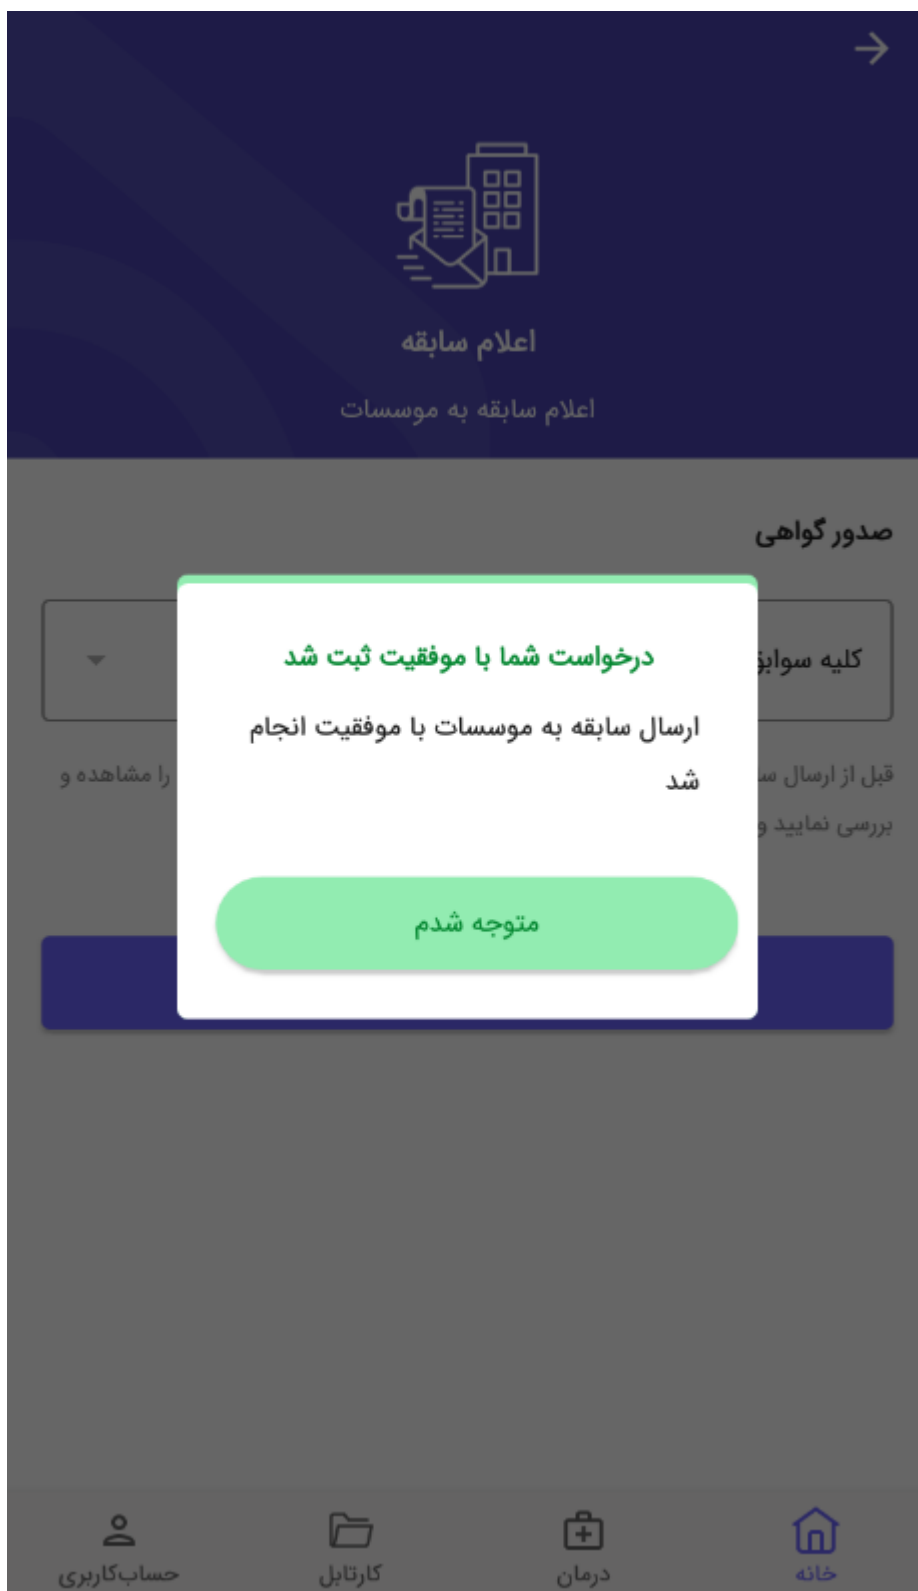 اعلام سابقه
اعلام سابقه به موسسات
صدور گواهی
کلیه
درخواست شما با موفقیت ثبت شد
ارسال سابقه به موسسات با موفقیت انجام
شد
قبل از ارسال را مشاهده و
بررسی نمایید و
متوجه شدم
خانه
درمان
کارتابل
حساب‌کاربری